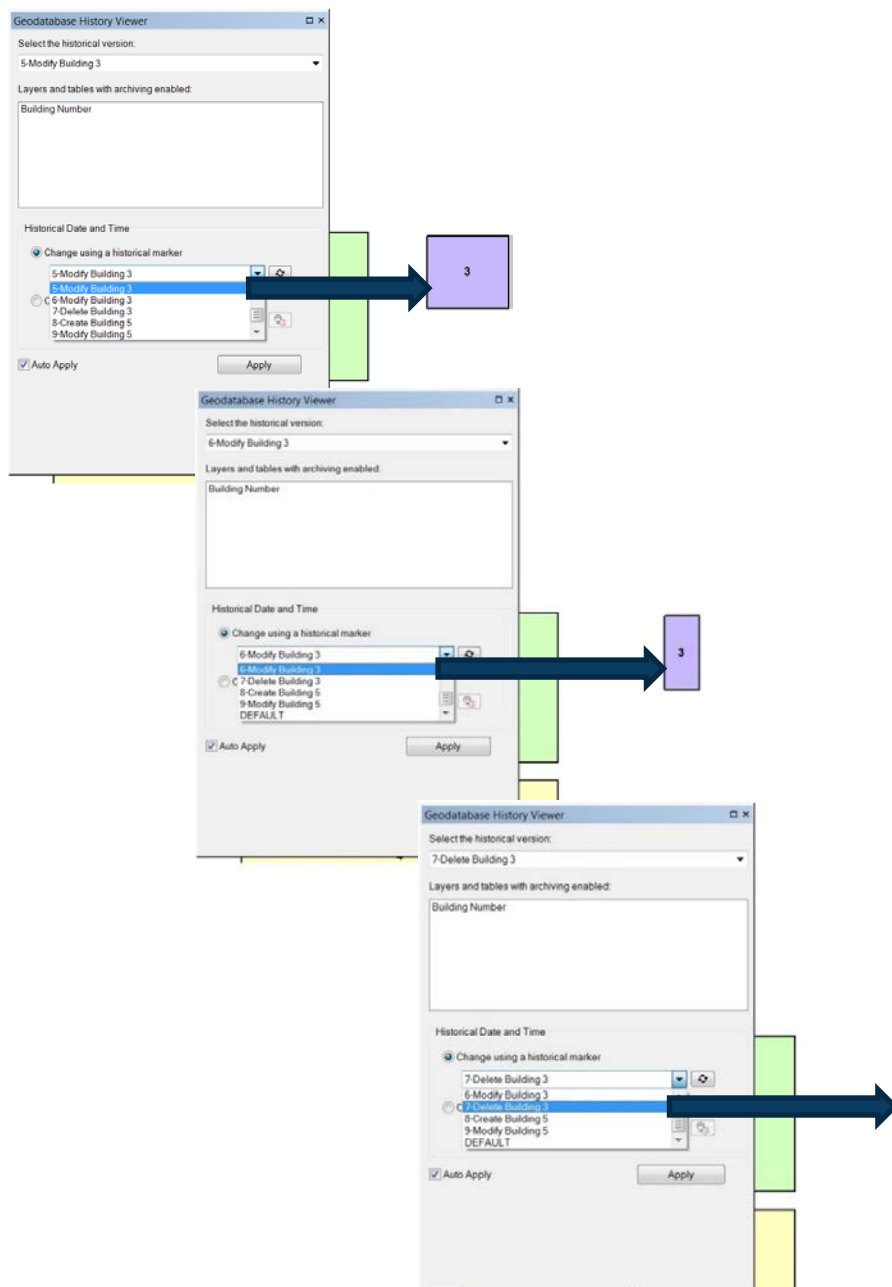 Geodatabase History Viewer
Select the historical version:
5-Modify Building 3
Layers and tables with archiving enabled:
Building Number
Historical Date and Time
Change using a historical marker
5-Modify Building 3
5-Modify Building 3
6-Modify Building 3
7-Delete Building 3
8-Create Building 5
9-Modify Building 5
Auto Apply
Apply
3
Geodatabase History Viewer
Select the historical version:
6-Modify Building 3
Layers and tables with archiving enabled:
Building Number
Historical Date and Time
Change using a historical marker
6-Modify Building 3
6-Modify Building 3
7-Delete Building 3
8-Create Building 5
9-Modify Building 5
DEFAULT
Auto Apply
Apply
3
Geodatabase History Viewer
Select the historical version:
7-Delete Building 3
Layers and tables with archiving enabled:
Building Number
Historical Date and Time
Change using a historical marker
7-Delete Building 3
6-Modify Building 3
7-Delete Building 3
8-Create Building 5
9-Modify Building 5
DEFAULT
Auto Apply
Apply